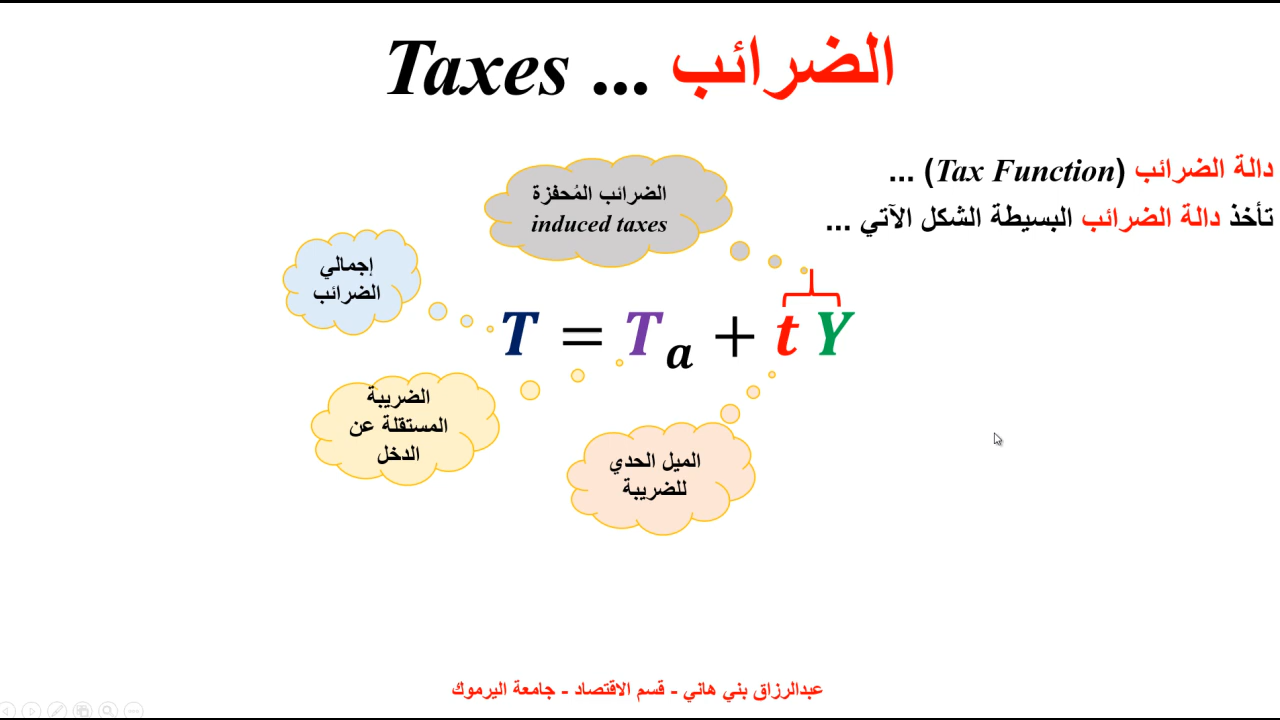 الضرائب ... Taxes
دالة الضرائب (Tax Function) ...
تأخذ دالة الضرائب البسيطة الشكل الآتي ...
الضرائب المُحفزة
induced taxes
إجمالي
الضرائب
T = Tₐ + t Y
الضريبة
المستقلة عن
الدخل
الميل الحدي
للضريبة
عبدالرزاق بني هاني - قسم الاقتصاد - جامعة اليرموك